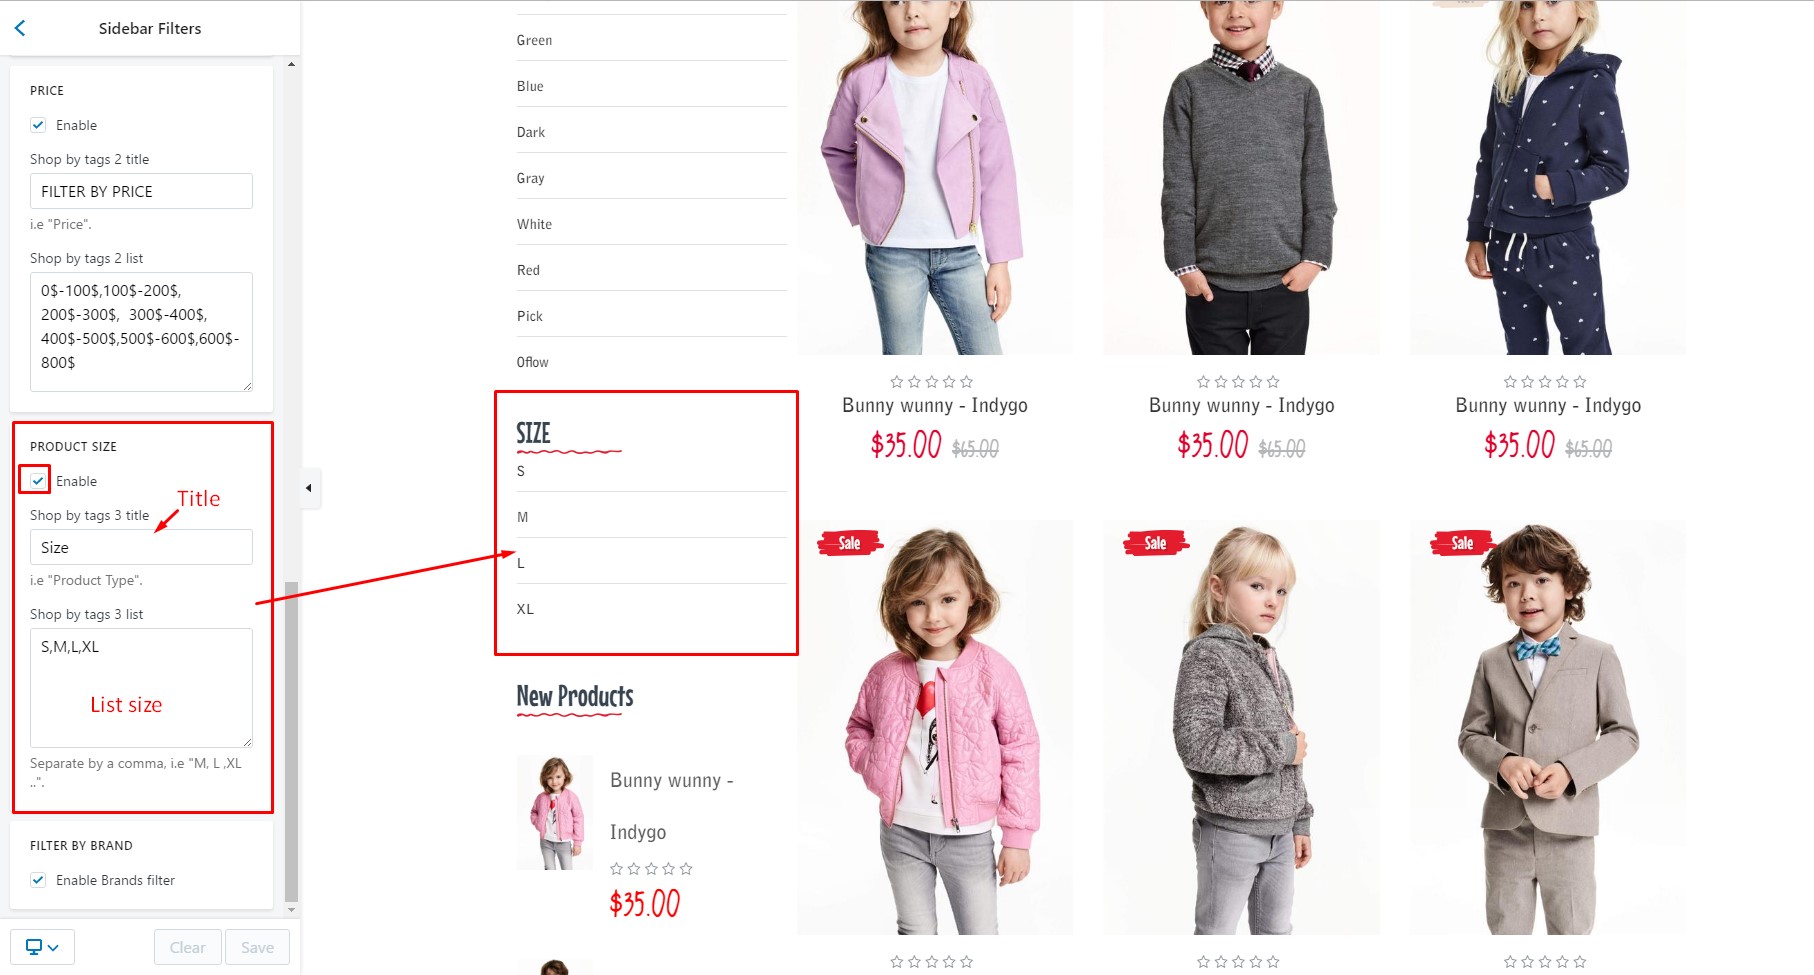 Sidebar Filters
PRICE
Enable
Shop by tags 2 title
FILTER BY PRICE
i.e "Price".
Shop by tags 2 list
0$-100$,100$-200$,
200$-300$,  300$-400$,
400$-500$,500$-600$,600$-
800$
PRODUCT SIZE
Enable
Title
Shop by tags 3 title
Size
i.e "Product Type".
Shop by tags 3 list
S,M,L,XL
List size
Separate by a comma, i.e "M, L ,XL
..".
FILTER BY BRAND
Enable Brands filter
Clear
Save
Green
Blue
Dark
Gray
White
Red
Pick
Oflow
SIZE
S
M
L
XL
New Products
Bunny wunny -
Indygo
$35.00
Bunny wunny - Indygo
$35.00 $65.00
Bunny wunny - Indygo
$35.00 $65.00
Bunny wunny - Indygo
$35.00 $65.00
Sale
Sale
Sale